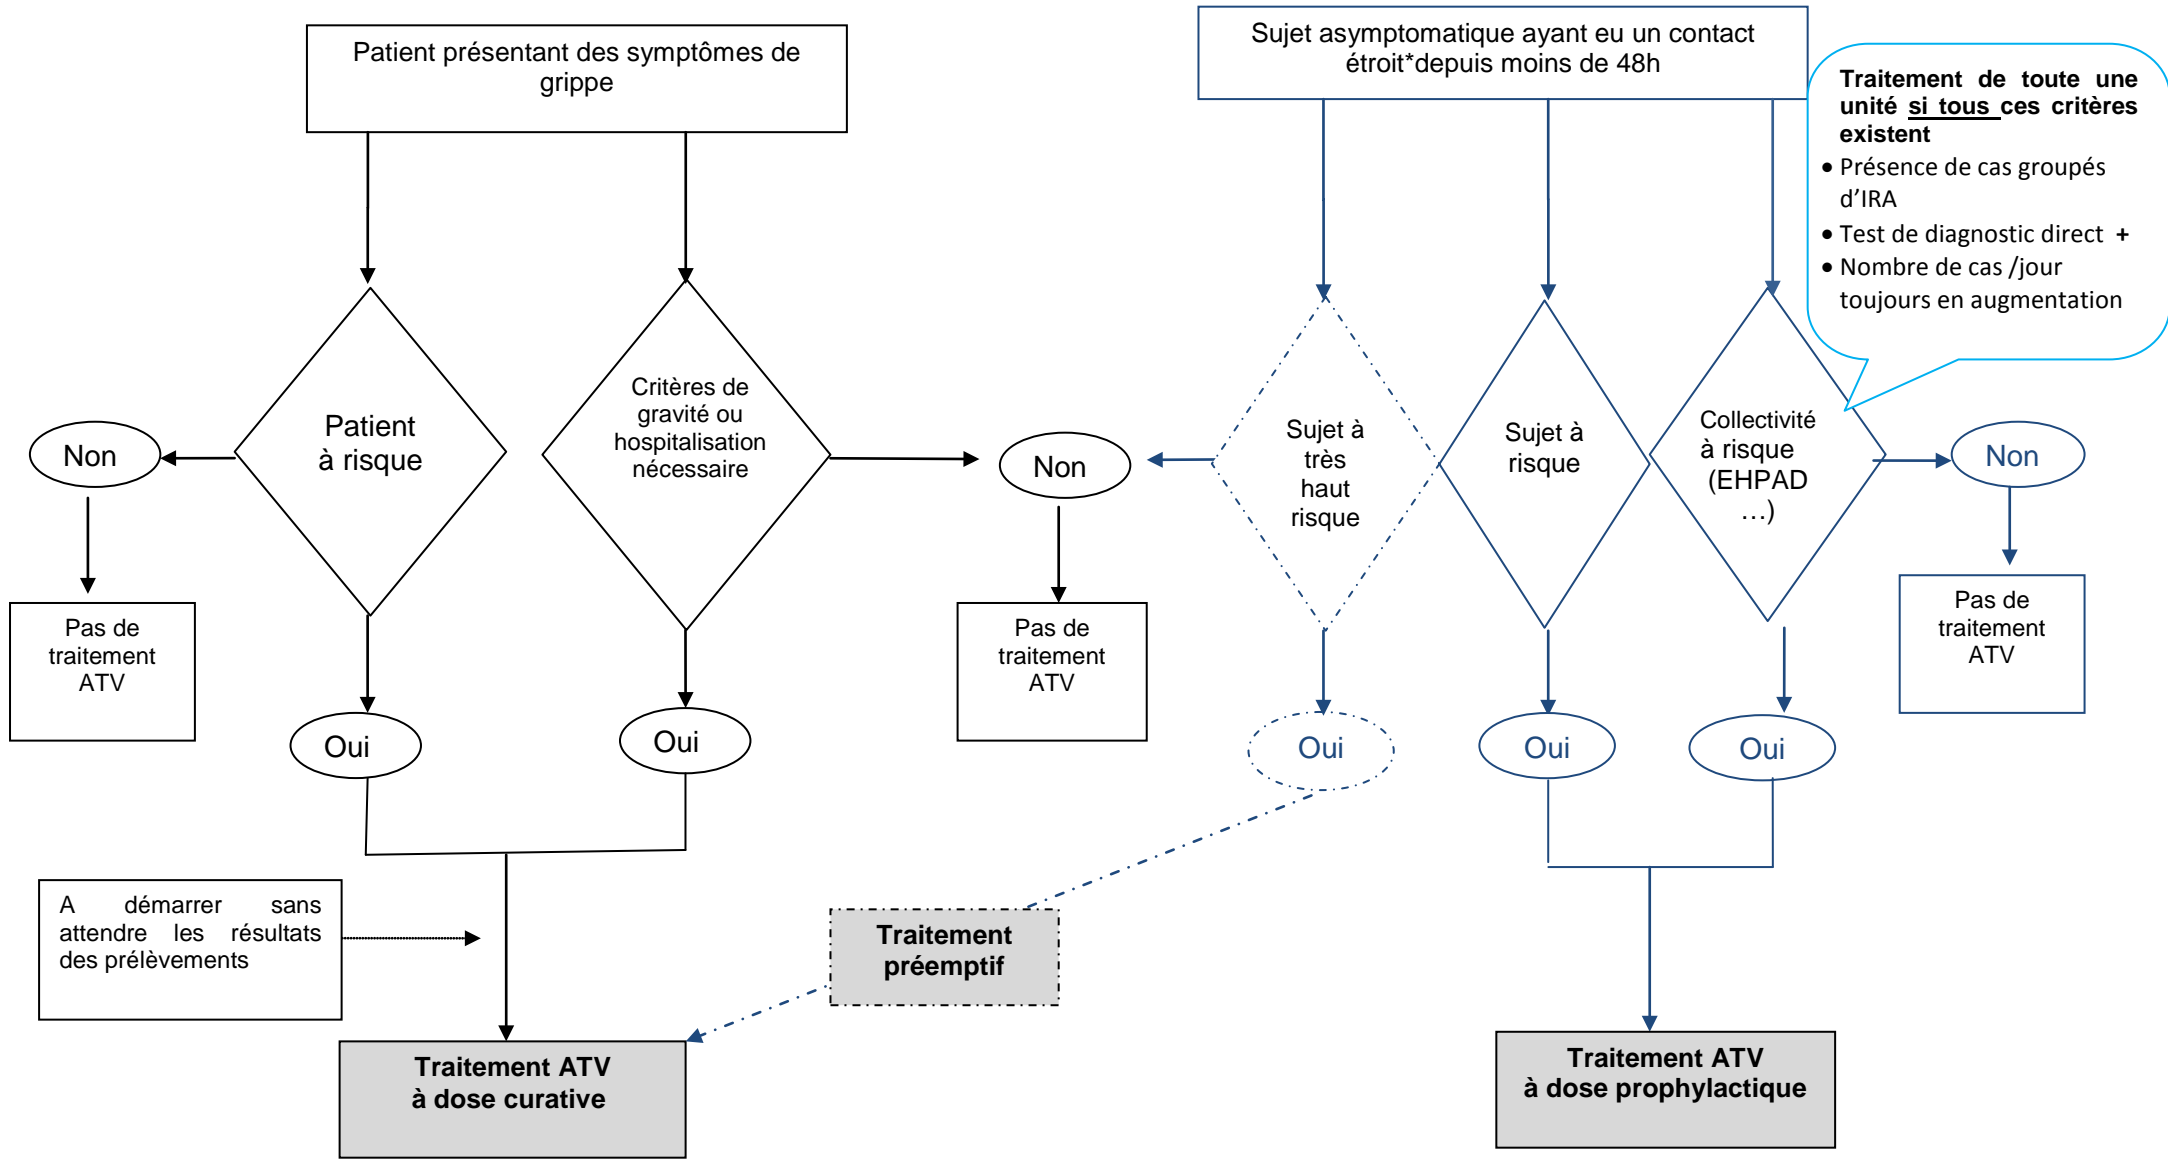 Patient présentant des symptômes de
grippe
Sujet asymptomatique ayant eu un contact
étroit*depuis moins de 48h
Traitement de toute une
unité si tous ces critères
existent
• Présence de cas groupés
d'IRA
• Test de diagnostic direct +
• Nombre de cas /jour
toujours en augmentation
Non
Patient
à risque
Critères de
gravité ou
hospitalisation
nécessaire
Non
Sujet à
très
haut
risque
Sujet à
risque
Collectivité
à risque
(EHPAD
…)
Non
Pas de
traitement
ATV
Pas de
traitement
ATV
Pas de
traitement
ATV
Oui
Oui
Oui
Oui
Oui
A démarrer sans
attendre les résultats
des prélèvements
Traitement
préemptif
Traitement ATV
à dose curative
Traitement ATV
à dose prophylactique